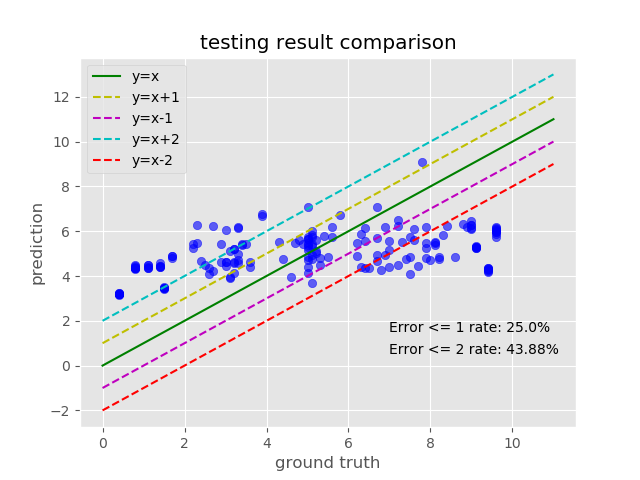 testing result comparison
y=x
y=x+1
y=x-1
y=x+2
y=x-2
12
10
8
6
4
2
0
−2
prediction
Error <= 1 rate: 25.0%
Error <= 2 rate: 43.88%
0 2 4 6 8 10
ground truth